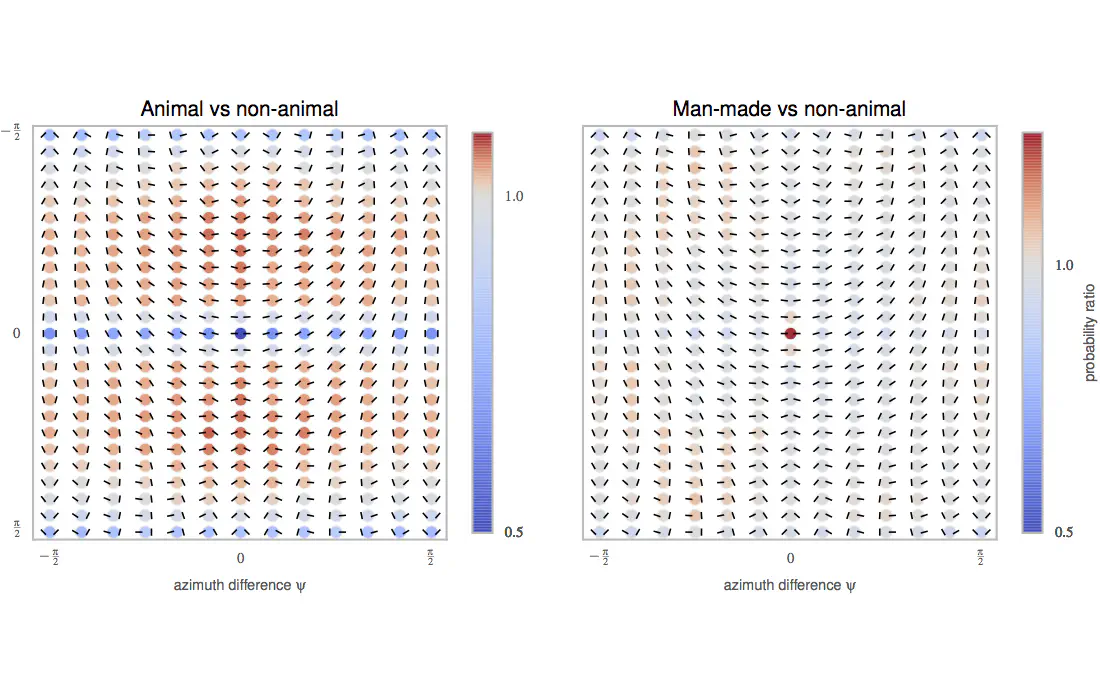 Animal vs non-animal
Man-made vs non-animal
−π/2
0
π/2
−π/2
0
π/2
azimuth difference ψ
1.0
0.5
−π/2
0
π/2
azimuth difference ψ
1.0
0.5
probability ratio